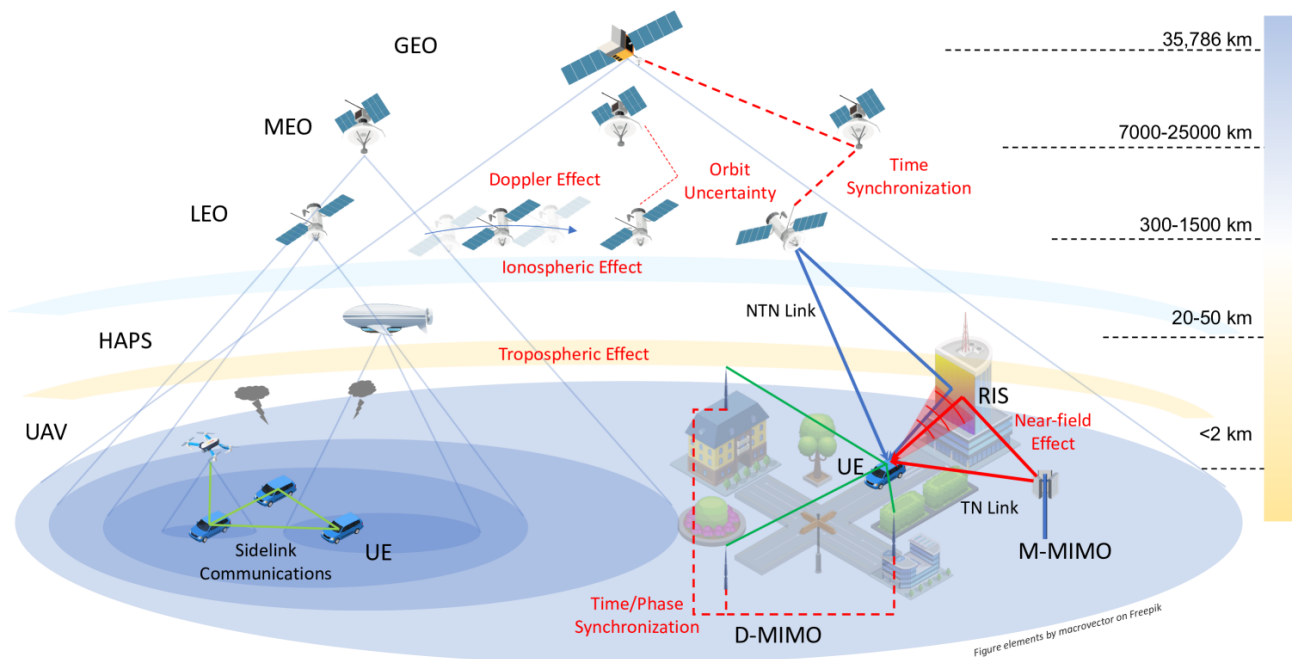 GEO
35,786 km
MEO
7000-25000 km
Doppler Effect
Orbit
Uncertainty
Time
Synchronization
LEO
300-1500 km
Ionospheric Effect
NTN Link
20-50 km
HAPS
Tropospheric Effect
RIS
UAV
Near-field
Effect
<2 km
UE
TN Link
Sidelink
Communications
UE
M-MIMO
Time/Phase
Synchronization
D-MIMO
Figure elements by macrovector on Freepik